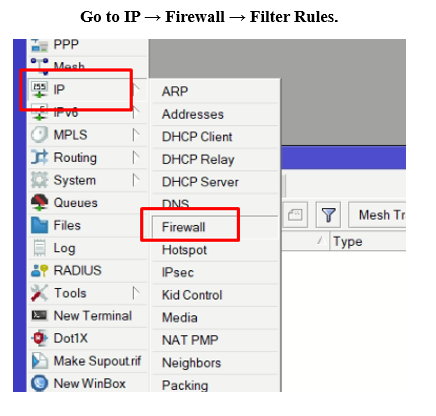 Go to IP → Firewall → Filter Rules.
PPP
Mesh
IP
IPv6
MPLS
Routing
System
Queues
Files
Log
RADIUS
Tools
New Terminal
Dot1X
Make Supout.rif
New WinBox
ARP
Addresses
DHCP Client
DHCP Relay
DHCP Server
DNS
Firewall
Hotspot
IPsec
Kid Control
Media
NAT PMP
Neighbors
Packing
Mesh Tr
Type